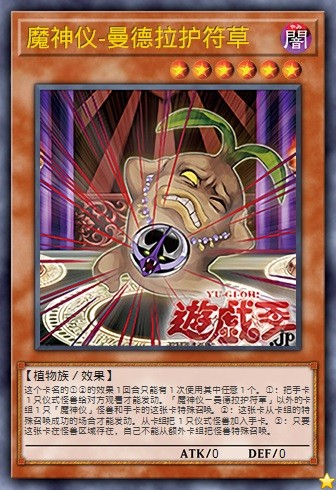 魔神仪-曼德拉护符草
闇
YU-GI-OH!
遊戯王
JP
【植物族/效果】
这个卡名的①②的效果1回合只能有1次使用其中任意1个。①：把手卡
1只仪式怪兽给对方观看才能发动。「魔神仪－曼德拉护符草」以外的卡
组1只「魔神仪」怪兽和手卡的这张卡特殊召唤。②：这张卡从卡组的特
殊召唤成功的场合才能发动。从卡组把1只仪式怪兽加入手卡。③：只要
这张卡在怪兽区域存在，自己不能从额外卡组把怪兽特殊召唤。
ATK/0 DEF/0